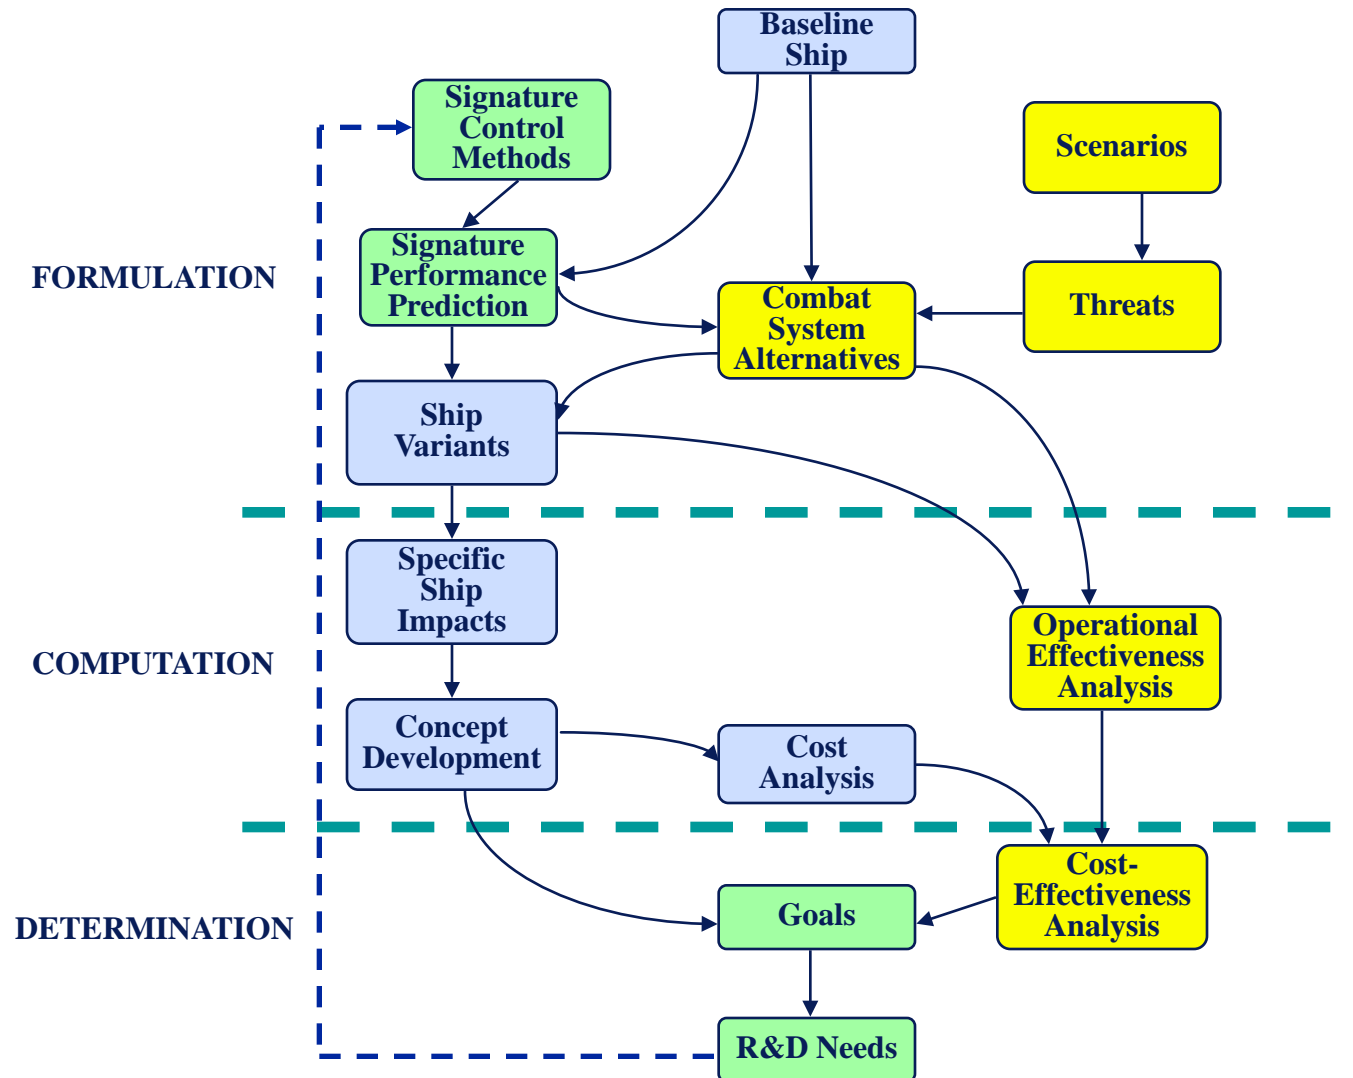 Baseline
Ship
Signature
Control
Methods
Scenarios
FORMULATION
Signature
Performance
Prediction
Combat
System
Alternatives
Threats
Ship
Variants
COMPUTATION
Specific
Ship
Impacts
Operational
Effectiveness
Analysis
Concept
Development
Cost
Analysis
DETERMINATION
Goals
Cost-
Effectiveness
Analysis
R&D Needs